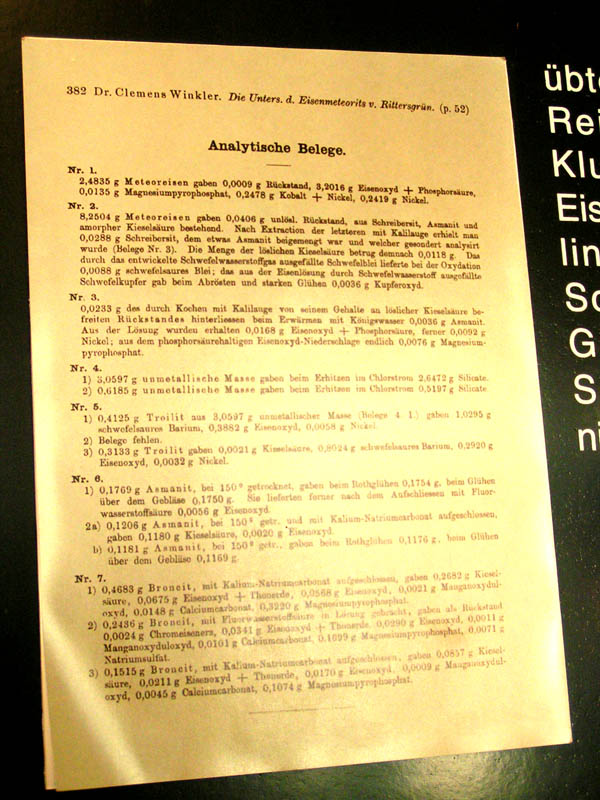 382 Dr. Clemens Winkler. Die Unters. d. Eisenmeteorits v. Rittersgrün. (p. 52)
Analytische Belege.
Nr. 1.
2,4835 g Meteoreisen gaben 0,0009 g Rückstand, 3,2016 g Eisenoxyd + Phosphorsäure,
0,0135 g Magnesiumpyrophosphat, 0,2478 g Kobalt + Nickel, 0,2419 g Nickel.
Nr. 2.
8,2504 g Meteoreisen gaben 0,0406 g unlösl. Rückstand, aus Schreibersit, Asmanit und
amorpher Kieselsäure bestehend. Nach Extraction der letzteren mit Kalilauge erhielt man
0,0288 g Schreibersit, dem etwas Asmanit beigemengt war und welcher gesondert analysirt
wurde (Belege Nr. 3). Die Menge der löslichen Kieselsäure betrug demnach 0,0118 g. Das
durch das entwickelte Schwefelwasserstoffgas ausgefällte Schwefelblei lieferte bei der Oxydation
0,0088 g schwefelsaures Blei; das aus der Eisenlösung durch Schwefelwasserstoff ausgefällte
Schwefelkupfer gab beim Abrösten und starken Glühen 0,0036 g Kupferoxyd.
Nr. 3.
0,0233 g des durch Kochen mit Kalilauge von seinem Gehalte an löslicher Kieselsäure be-
freiten Rückstandes hinterliessen beim Erwärmen mit Königswasser 0,0036 g Asmanit.
Aus der Lösung wurden erhalten 0,0168 g Eisenoxyd + Phosphorsäure, ferner 0,0092 g
Nickel; aus dem phosphorsäurehaltigen Eisenoxyd-Niederschlage endlich 0,0076 g Magnesium-
pyrophosphat.
Nr. 4.
1) 3,0597 g unmetallische Masse gaben beim Erhitzen im Chlorstrom 2,6472 g Silicate.
2) 0,6185 g unmetallische Masse gaben beim Erhitzen im Chlorstrom 0,5197 g Silicate
Nr. 5.
1) 0,4125 g Troilit aus 3,0597 g unmetallischer Masse (Belege 4 1.) gaben 1,0295 g
schwefelsaures Barium, 0,3882 g Eisenoxyd, 0,0058 g Nickel.
2) Belege fehlen.
3) 0,3133 g Troilit gaben 0,0021 g Kieselsäure, 0,8024 g schwefelsaures Barium, 0,2920 g
Eisenoxyd, 0,0032 g Nickel.
Nr. 6.
1) 0,1769 g Asmanit, bei 150° getrocknet, gaben beim Rothglühen 0,1754 g, beim Glühen
über dem Gebläse 0,1750 g. Sie lieferten ferner nach dem Aufschliessen mit Fluor-
wasserstoffsäure 0,0056 g Eisenoxyd.
2a) 0,1206 g Asmanit, bei 150° getr. und mit Kalium-Natriumcarbonat aufgeschlossen,
gaben 0,1180 g Kieselsäure, 0,0020 g Eisenoxyd.
b) 0,1181 g Asmanit, bei 150° getr., gaben beim Rothglühen 0,1176 g, beim Glühen
über dem Gebläse 0,1169 g.
Nr. 7.
1) 0,4683 g Broncit, mit Kalium-Natriumcarbonat aufgeschlossen, gaben 0,2682 g Kiesel-
säure, 0,0675 g Eisenoxyd + Thonerde, 0,0568 g Eisenoxyd, 0,0021 g Manganoxydul-
oxyd, 0,0148 g Calciumcarbonat, 0,3220 g Magnesiumpyrophosphat.
2) 0,2436 g Broncit, mit Fluorwasserstoffsäure in Lösung gebracht, gaben als Rückstand
0,0024 g Chromeisenerz, 0,0341 g Eisenoxyd + Thonerde, 0,0290 g Eisenoxyd, 0,0011 g
Manganoxyduloxyd, 0,0101 g Calciumcarbonat, 0,1699 g Magnesiumpyrophosphat, 0,0071 g
Natriumsulfat.
3) 0,1515 g Broncit, mit Kalium-Natriumcarbonat aufgeschlossen, gaben 0,0857 g Kiesel-
säure, 0,0211 g Eisenoxyd + Thonerde, 0,0170 g Eisenoxyd, 0,0009 g Manganoxydul-
oxyd, 0,0045 g Calciumcarbonat, 0,1074 g Magnesiumpyrophosphat.
übt
Rei
Klu
Eis
lin
Sc
G
S
ni